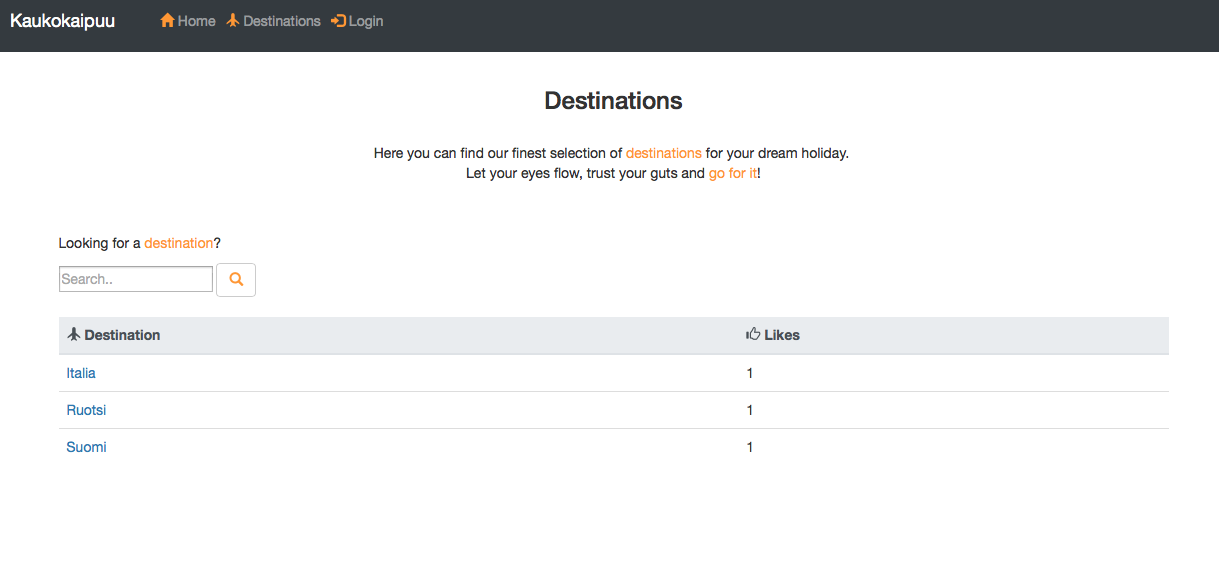 Kaukokaipuu Home Destinations Login
Destinations
Here you can find our finest selection of destinations for your dream holiday.
Let your eyes flow, trust your guts and go for it!
Looking for a destination?
Search..
Destination Likes
Italia 1
Ruotsi 1
Suomi 1